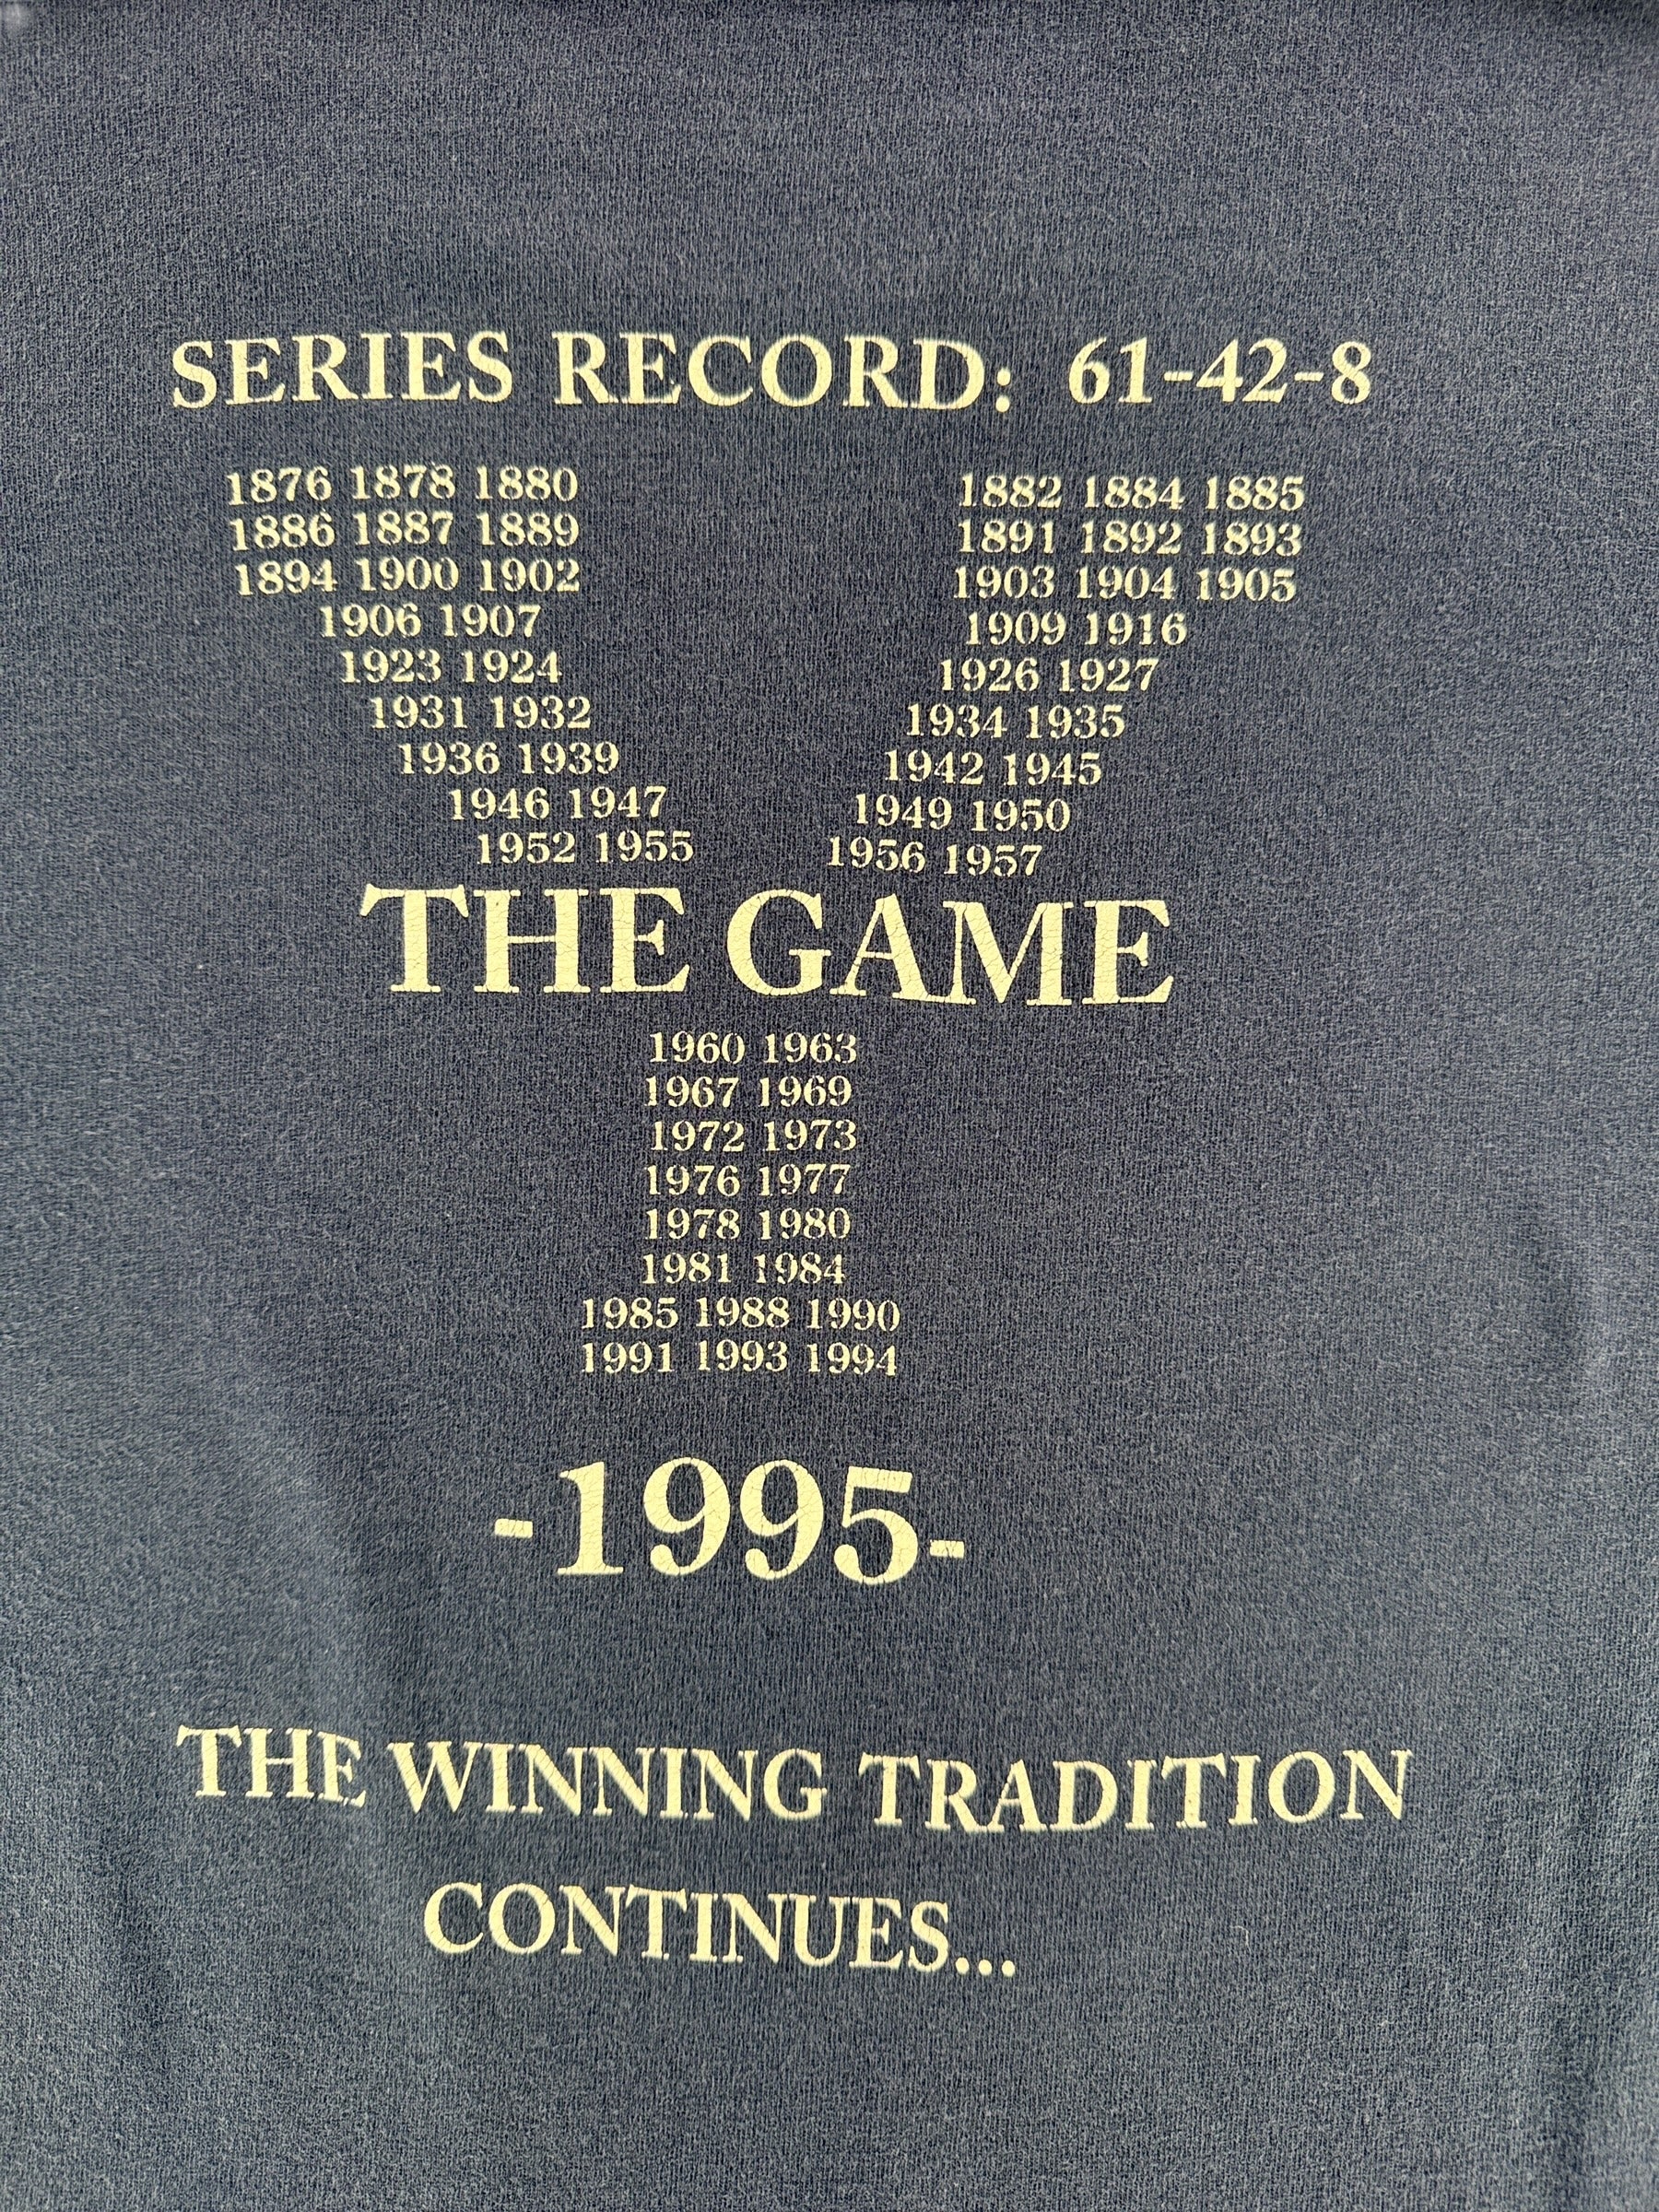 SERIES RECORD: 61-42-8
1876 1878 1880 1882 1884 1885
1886 1887 1889 1891 1892 1893
1894 1900 1902 1903 1904 1905
1906 1907 1909 1916
1923 1924 1926 1927
1931 1932 1934 1935
1936 1939 1942 1945
1946 1947 1949 1950
1952 1955 1956 1957
THE GAME
1960 1963
1967 1969
1972 1973
1976 1977
1978 1980
1981 1984
1985 1988 1990
1991 1993 1994
-1995-
THE WINNING TRADITION
CONTINUES...